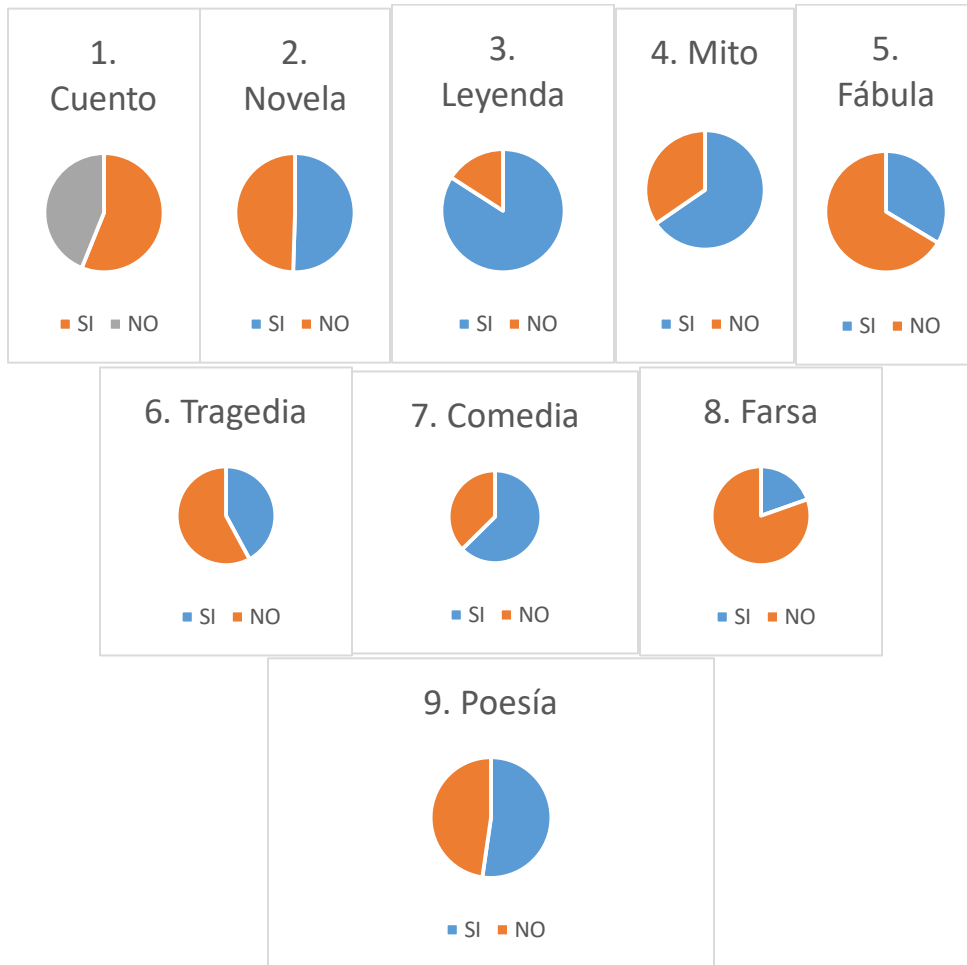 1.
Cuento
SI NO
2.
Novela
SI NO
3.
Leyenda
SI NO
4. Mito
SI NO
5.
Fábula
SI NO
6. Tragedia
SI NO
7. Comedia
SI NO
8. Farsa
SI NO
9. Poesía
SI NO